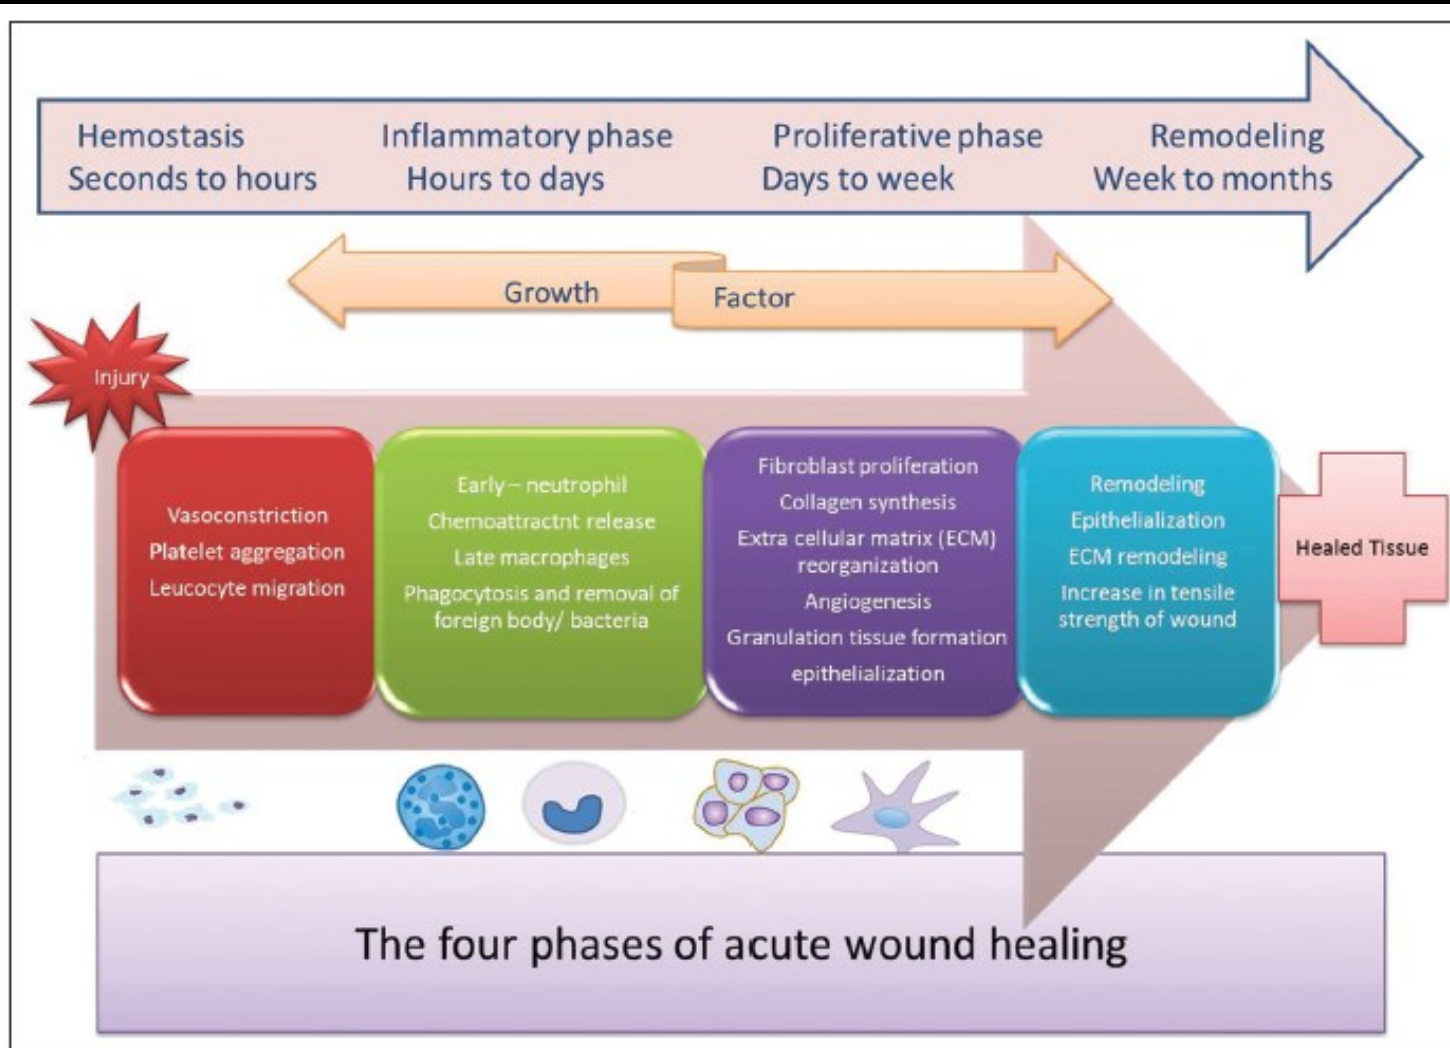 Hemostasis
Seconds to hours
Inflammatory phase
Hours to days
Proliferative phase
Days to week
Remodeling
Week to months
Growth
Factor
Injury
Vasoconstriction
Platelet aggregation
Leucocyte migration
Early – neutrophil
Chemoattractnt release
Late macrophages
Phagocytosis and removal of
foreign body/ bacteria
Fibroblast proliferation
Collagen synthesis
Extra cellular matrix (ECM)
reorganization
Angiogenesis
Granulation tissue formation
epithelialization
Remodeling
Epithelialization
ECM remodeling
Increase in tensile
strength of wound
Healed Tissue
The four phases of acute wound healing